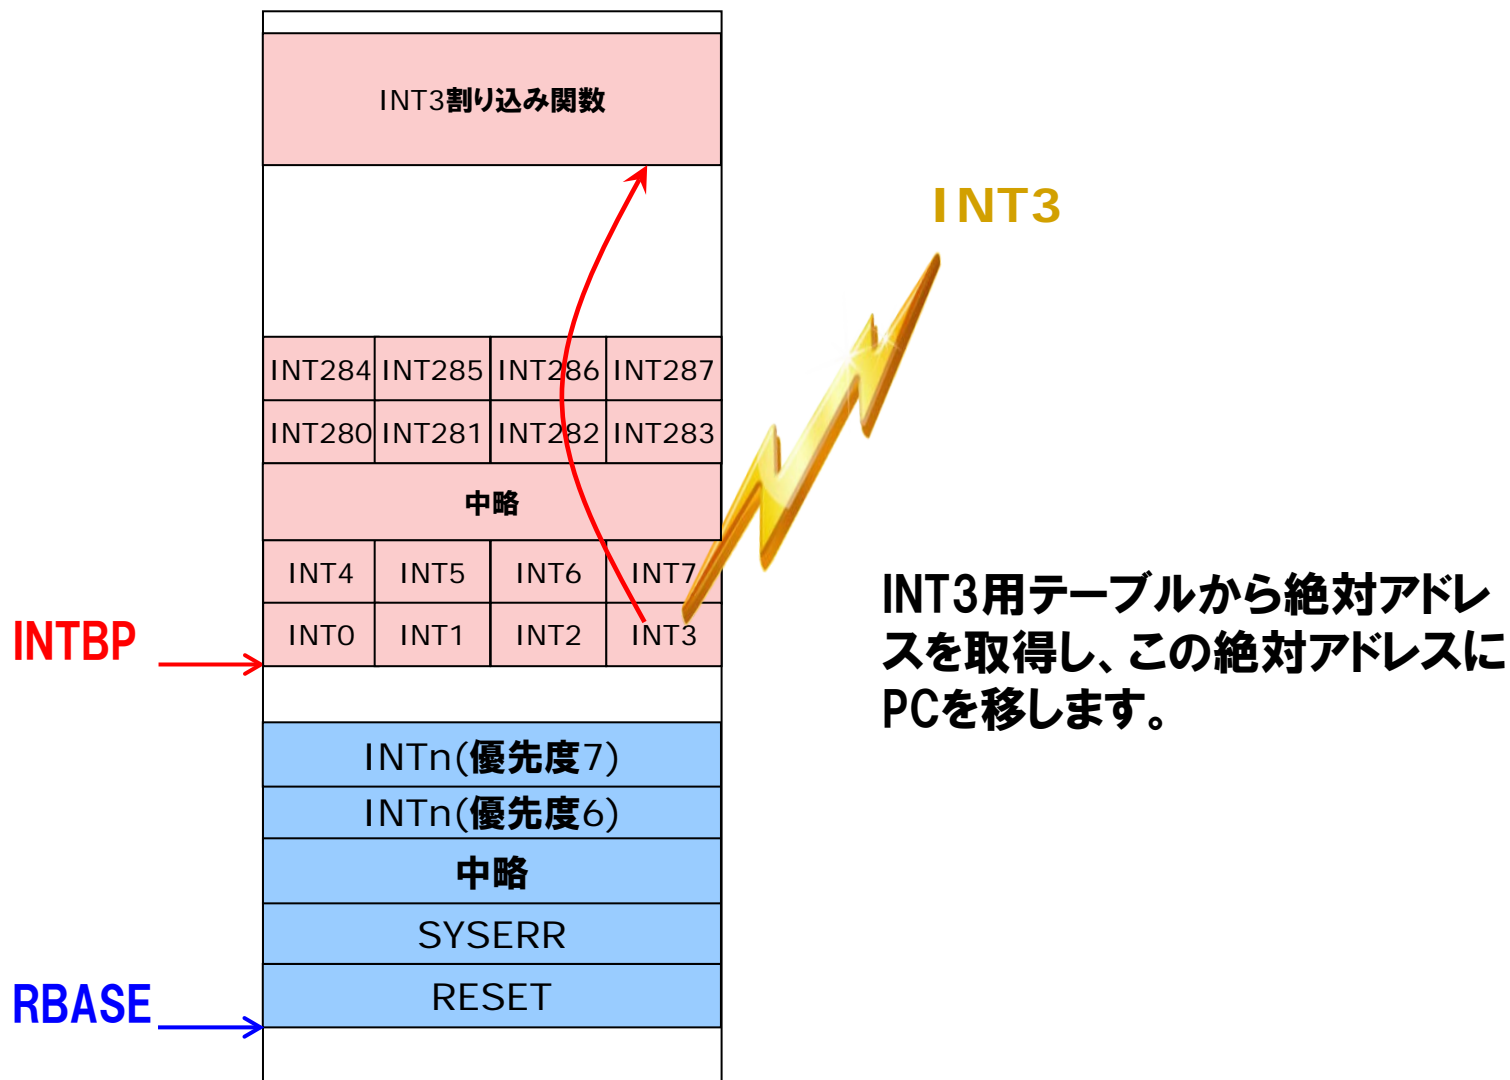 INT3割り込み関数
INT3
INT284 INT285 INT286 INT287
INT280 INT281 INT282 INT283
中略
INT4 INT5 INT6 INT7
INT0 INT1 INT2 INT3
INTBP
INT3用テーブルから絶対アドレ
スを取得し、この絶対アドレスに
PCを移します。
INTn(優先度7)
INTn(優先度6)
中略
SYSERR
RESET
RBASE